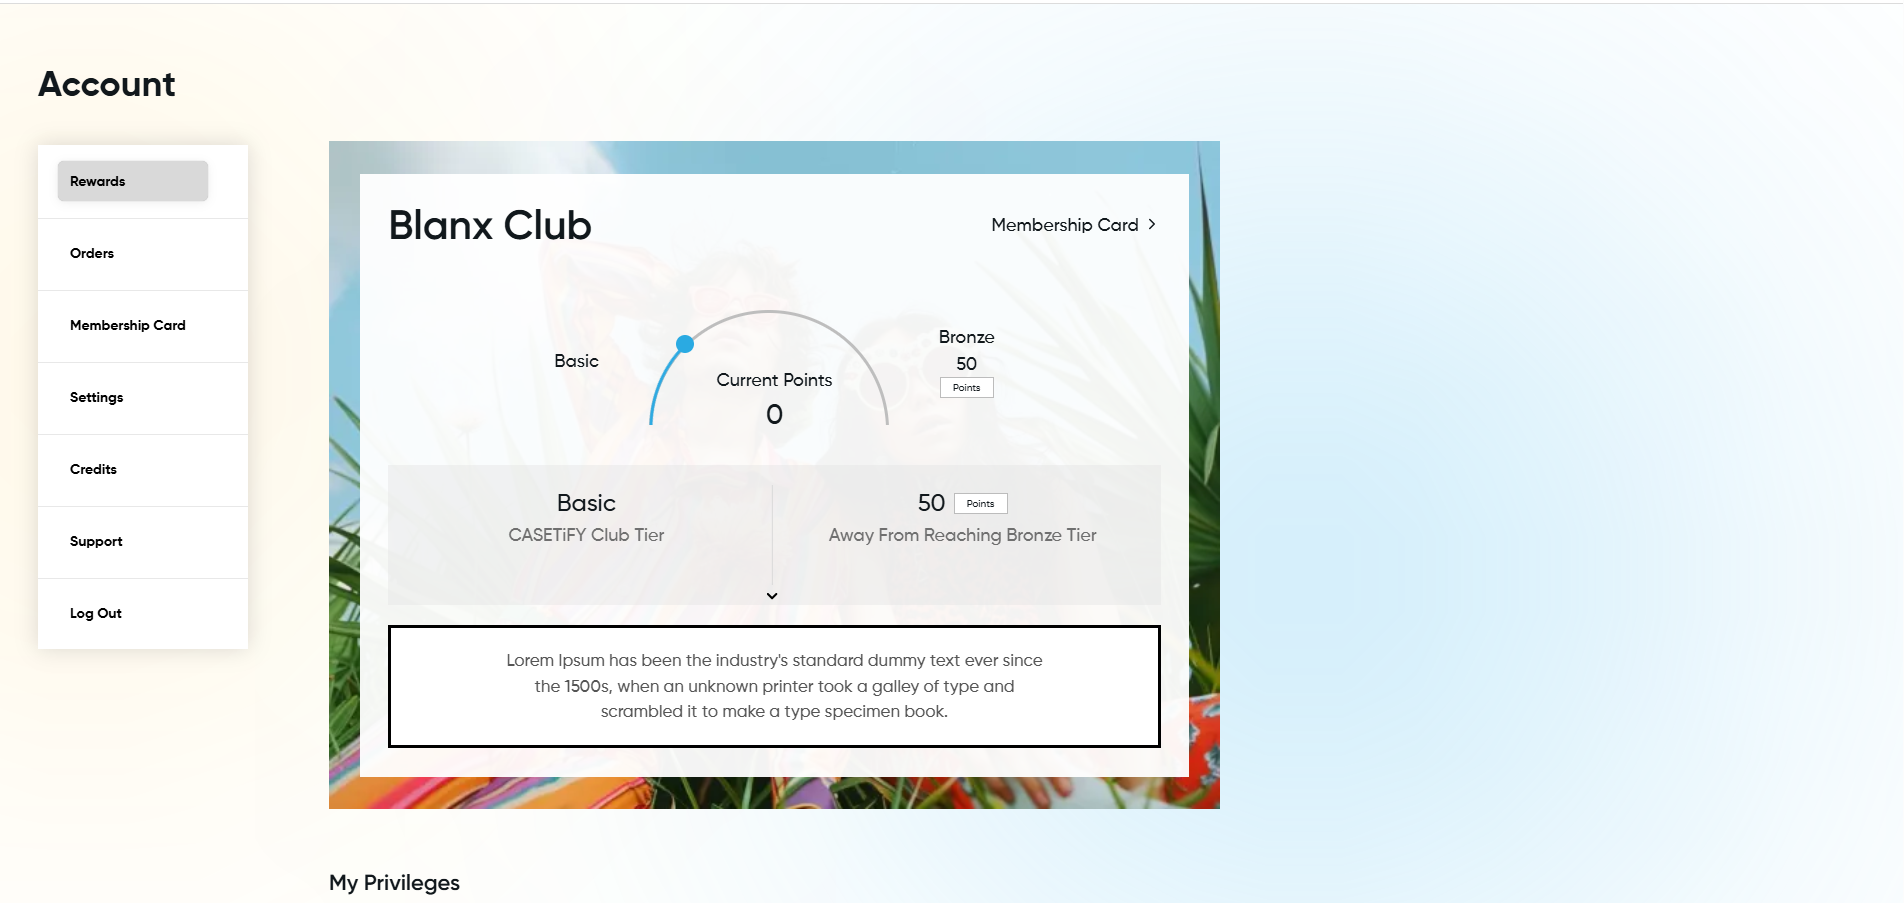 Account
Rewards
Orders
Membership Card
Settings
Credits
Support
Log Out
Blanx Club
Membership Card
Basic
Current Points
0
Bronze
50
Points
Basic
CASETiFY Club Tier
50 Points
Away From Reaching Bronze Tier
Lorem Ipsum has been the industry's standard dummy text ever since
the 1500s, when an unknown printer took a galley of type and
scrambled it to make a type specimen book.
My Privileges